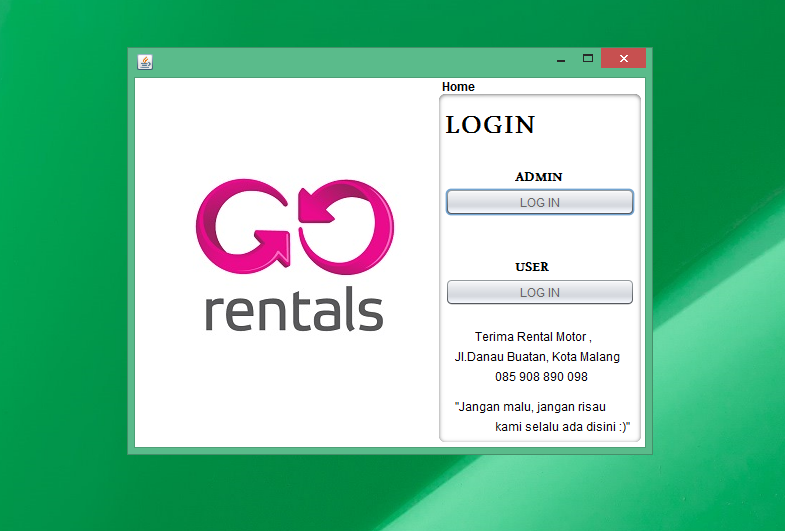 Home
LOGIN
ADMIN
LOG IN
USER
LOG IN
Terima Rental Motor ,
Jl.Danau Buatan, Kota Malang
085 908 890 098
"Jangan malu, jangan risau
kami selalu ada disini :)"
GO
rentals